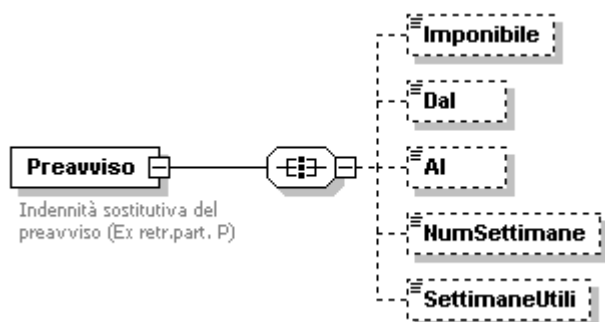 Imponibile
Dal
Al
Preavviso
Indennità sostitutiva del
preavviso (Ex retr.part. P)
NumSettimane
SettimaneUtili